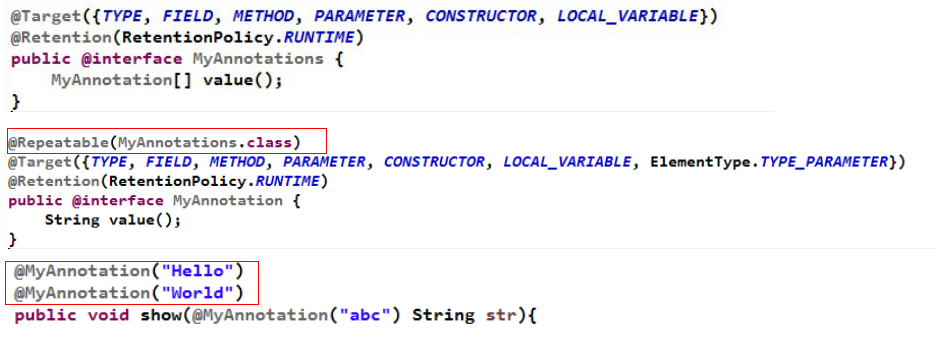 @Target({TYPE, FIELD, METHOD, PARAMETER, CONSTRUCTOR, LOCAL_VARIABLE})
@Retention(RetentionPolicy.RUNTIME)
public @interface MyAnnotations {
    MyAnnotation[] value();
}
@Repeatable(MyAnnotations.class)
@Target({TYPE, FIELD, METHOD, PARAMETER, CONSTRUCTOR, LOCAL_VARIABLE, ElementType.TYPE_PARAMETER})
@Retention(RetentionPolicy.RUNTIME)
public @interface MyAnnotation {
    String value();
}
@MyAnnotation("Hello")
@MyAnnotation("World")
public void show(@MyAnnotation("abc") String str){